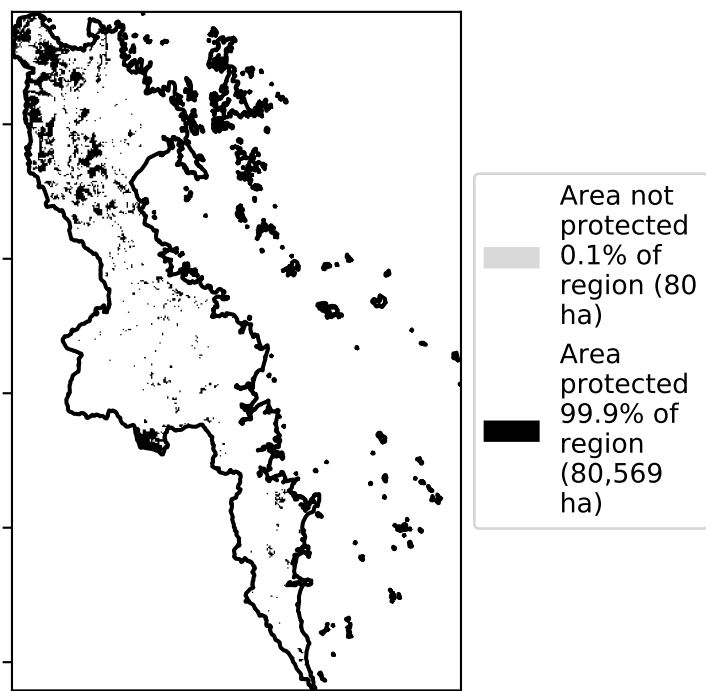 Area not
protected
0.1% of
region (80
ha)
Area
protected
99.9% of
region
(80,569
ha)